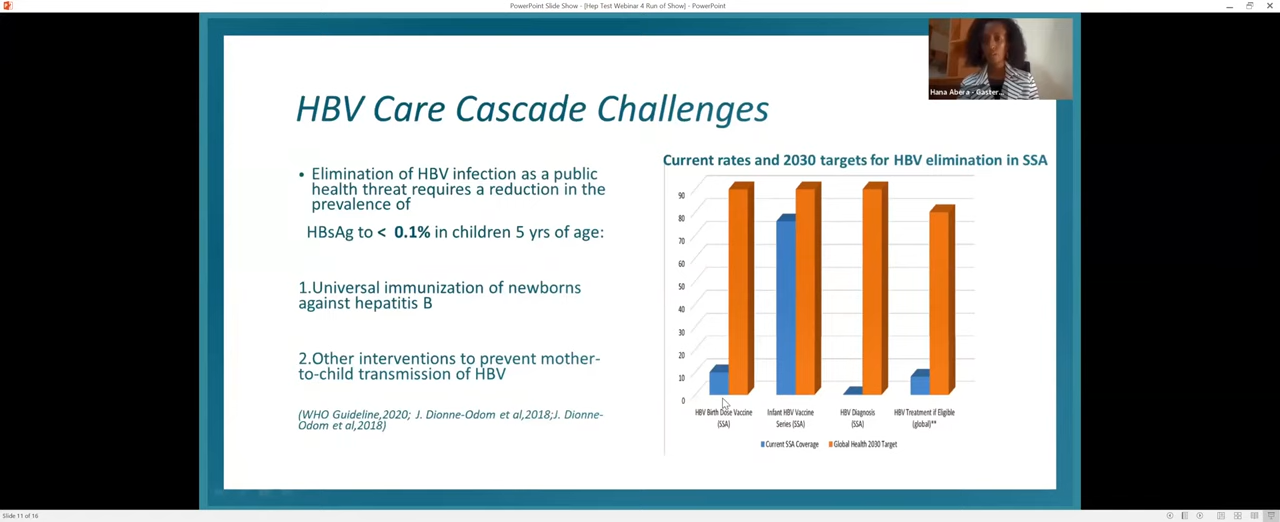 PowerPoint Slide Show - [Hep Test Webinar 4 Run of Show] - PowerPoint
Hana Abera - Gaster...
HBV Care Cascade Challenges
• Elimination of HBV infection as a public
health threat requires a reduction in the
prevalence of
HBsAg to < 0.1% in children 5 yrs of age:
1.Universal immunization of newborns
against hepatitis B
2.Other interventions to prevent mother-
to-child transmission of HBV
(WHO Guideline,2020; J. Dionne-Odom et al,2018;J. Dionne-
Odom et al,2018)
Current rates and 2030 targets for HBV elimination in SSA
90
80
70
60
50
40
30
20
10
0
HBV Birth Dose Vaccine
(SSA)
Infant HBV Vaccine
Series (SSA)
HBV Diagnosis
(SSA)
HBV Treatment if Eligible
(global)**
Current SSA Coverage
Global Health 2030 Target
Slide 11 of 16